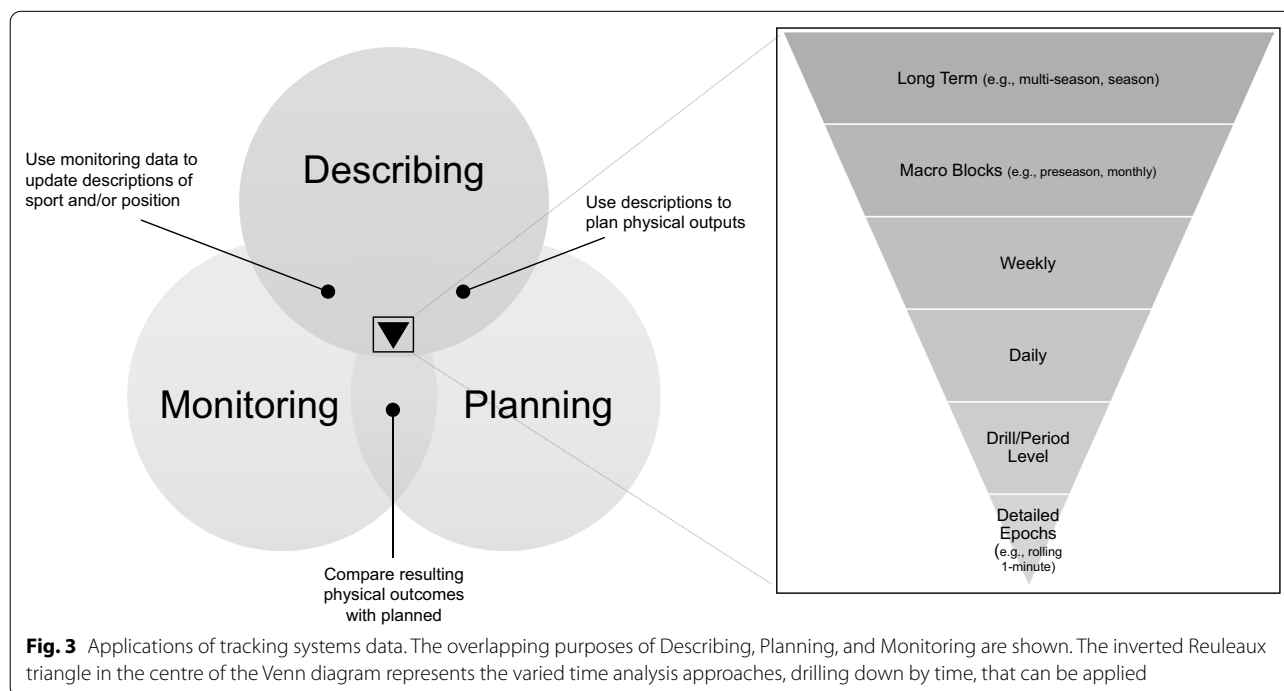 Describing
Use monitoring data to
update descriptions of
sport and/or position
Use descriptions to
plan physical outputs
Monitoring
Planning
Compare resulting
physical outcomes
with planned
Long Term (e.g., multi-season, season)
Macro Blocks (e.g., preseason, monthly)
Weekly
Daily
Drill/Period
Level
Detailed
Epochs
(e.g., rolling
1-minute)
Fig. 3 Applications of tracking systems data. The overlapping purposes of Describing, Planning, and Monitoring are shown. The inverted Reuleaux
triangle in the centre of the Venn diagram represents the varied time analysis approaches, drilling down by time, that can be applied